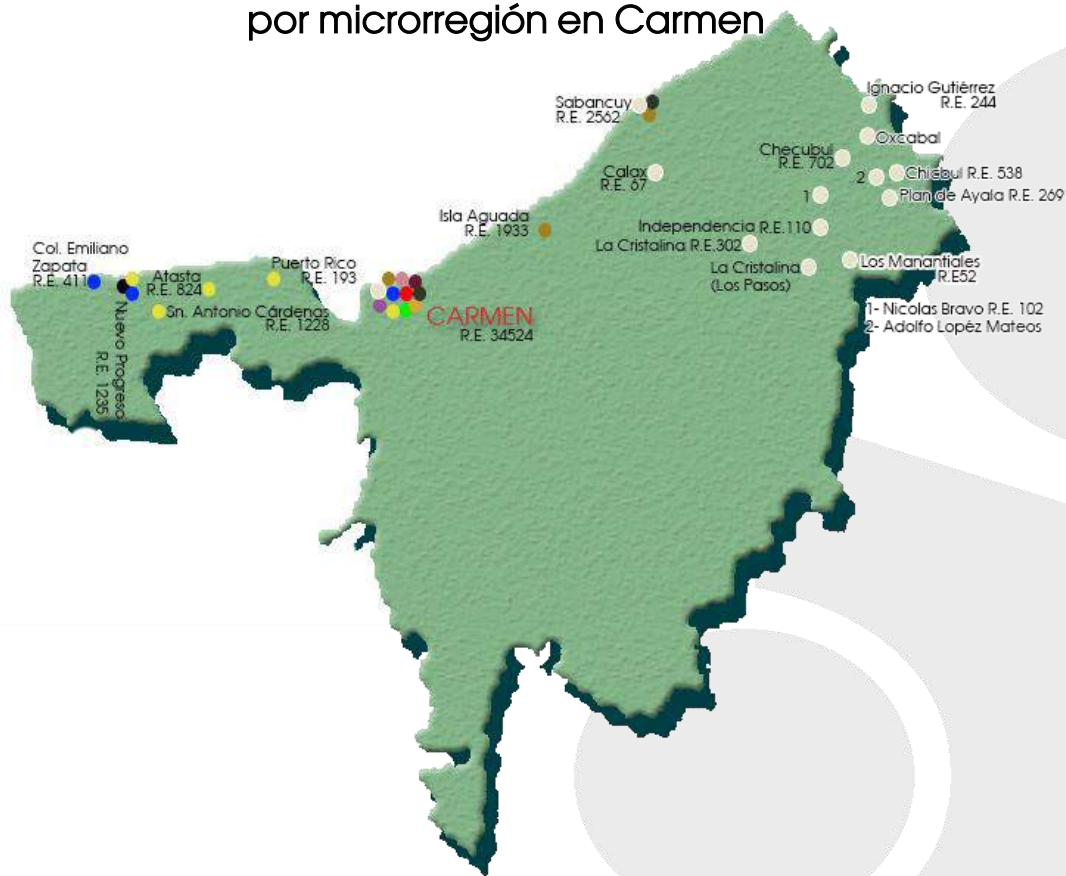 por microrregión en Carmen
Ignacio Gutiérrez
R.E. 244
Sabancuy
R.E. 2562
Oxcabal
Checubul
R.E. 702
Calax
R.E. 67
2
Chicbul R.E. 538
1
Plan de Ayala R.E. 269
Isla Aguada
R.E. 1933
Independencia R.E.110
La Cristalina R.E.302
Col. Emiliano
Zapata
R.E. 411
Puerto Rico
R.E. 193
La Cristalina
(Los Pasos)
Los Manantiales
R.E52
Atasta
R.E. 824
Nuevo Progreso
R.E. 1235
Sn. Antonio Cárdenas
R.E. 1228
CARMEN
R.E. 34524
1- Nicolas Bravo R.E. 102
2- Adolfo Lopéz Mateos